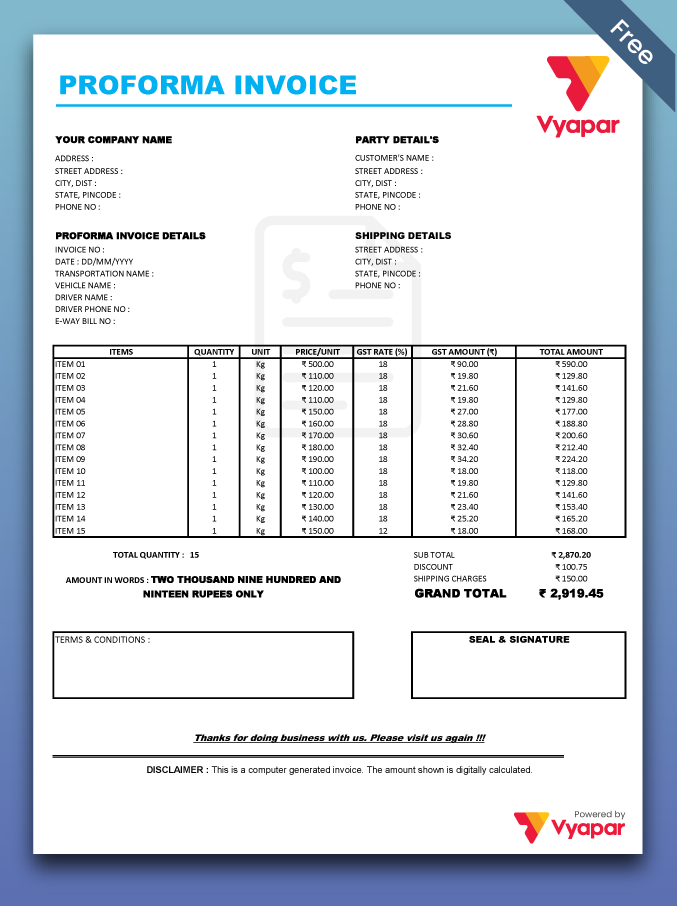 Free
PROFORMA INVOICE
Vyapar
YOUR COMPANY NAME
ADDRESS :
STREET ADDRESS :
CITY, DIST :
STATE, PINCODE :
PHONE NO :
PARTY DETAIL'S
CUSTOMER'S NAME :
STREET ADDRESS :
CITY, DIST :
STATE, PINCODE :
PHONE NO :
PROFORMA INVOICE DETAILS
INVOICE NO :
DATE : DD/MM/YYYY
TRANSPORTATION NAME :
VEHICLE NAME :
DRIVER NAME :
DRIVER PHONE NO :
E-WAY BILL NO :
SHIPPING DETAILS
STREET ADDRESS :
CITY, DIST :
STATE, PINCODE :
PHONE NO :
ITEMS QUANTITY UNIT PRICE/UNIT GST RATE (%) GST AMOUNT (₹) TOTAL AMOUNT
ITEM 01 1 Kg ₹ 500.00 18 ₹ 90.00 ₹ 590.00
ITEM 02 1 Kg ₹ 110.00 18 ₹ 19.80 ₹ 129.80
ITEM 03 1 Kg ₹ 120.00 18 ₹ 21.60 ₹ 141.60
ITEM 04 1 Kg ₹ 110.00 18 ₹ 19.80 ₹ 129.80
ITEM 05 1 Kg ₹ 150.00 18 ₹ 27.00 ₹ 177.00
ITEM 06 1 Kg ₹ 160.00 18 ₹ 28.80 ₹ 188.80
ITEM 07 1 Kg ₹ 170.00 18 ₹ 30.60 ₹ 200.60
ITEM 08 1 Kg ₹ 180.00 18 ₹ 32.40 ₹ 212.40
ITEM 09 1 Kg ₹ 190.00 18 ₹ 34.20 ₹ 224.20
ITEM 10 1 Kg ₹ 100.00 18 ₹ 18.00 ₹ 118.00
ITEM 11 1 Kg ₹ 110.00 18 ₹ 19.80 ₹ 129.80
ITEM 12 1 Kg ₹ 120.00 18 ₹ 21.60 ₹ 141.60
ITEM 13 1 Kg ₹ 130.00 18 ₹ 23.40 ₹ 153.40
ITEM 14 1 Kg ₹ 140.00 18 ₹ 25.20 ₹ 165.20
ITEM 15 1 Kg ₹ 150.00 12 ₹ 18.00 ₹ 168.00
TOTAL QUANTITY : 15
AMOUNT IN WORDS : TWO THOUSAND NINE HUNDRED AND
NINTEEN RUPEES ONLY
SUB TOTAL ₹ 2,870.20
DISCOUNT ₹ 100.75
SHIPPING CHARGES ₹ 150.00
GRAND TOTAL ₹ 2,919.45
TERMS & CONDITIONS :
SEAL & SIGNATURE
Thanks for doing business with us. Please visit us again !!!
DISCLAIMER : This is a computer generated invoice. The amount shown is digitally calculated.
Powered by
Vyapar